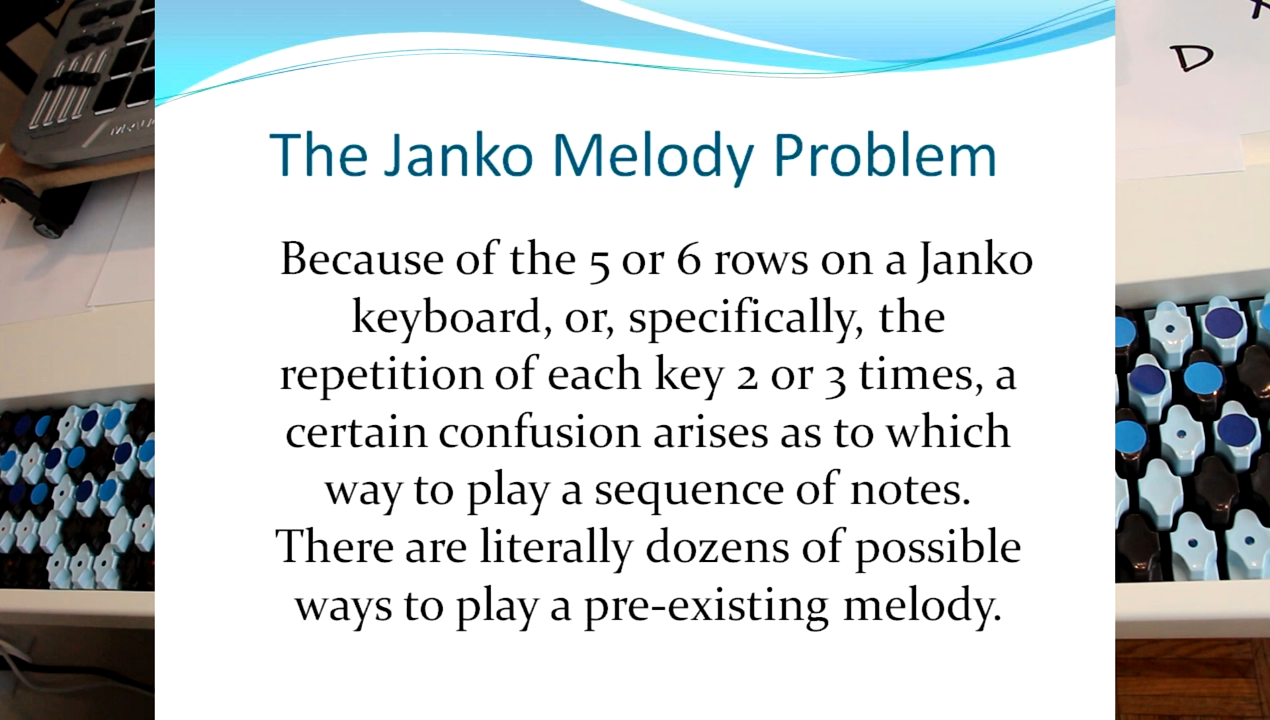 D
The Janko Melody Problem
Because of the 5 or 6 rows on a Janko
keyboard, or, specifically, the
repetition of each key 2 or 3 times, a
certain confusion arises as to which
way to play a sequence of notes.
There are literally dozens of possible
ways to play a pre-existing melody.